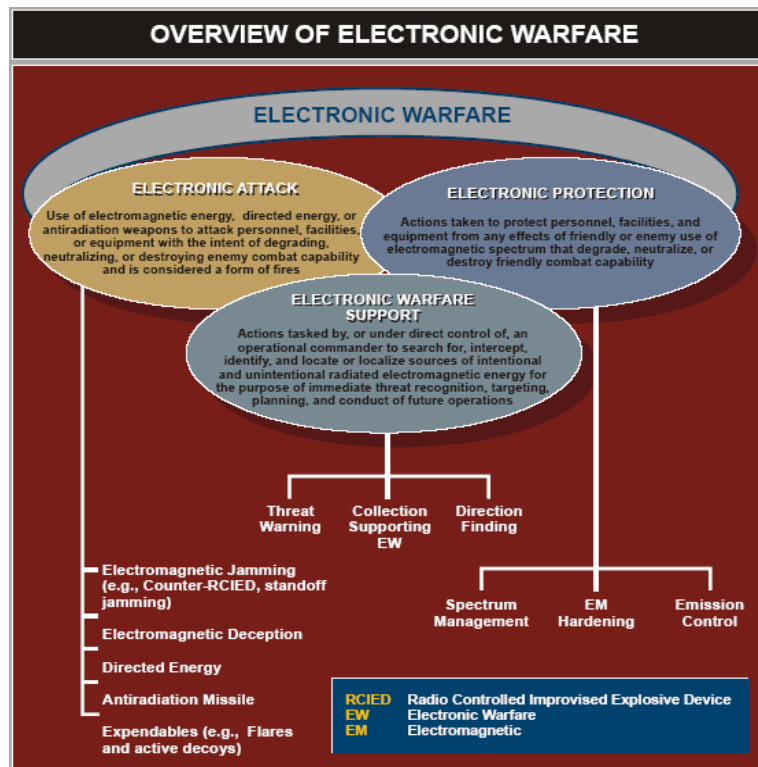 OVERVIEW OF ELECTRONIC WARFARE
ELECTRONIC WARFARE
ELECTRONIC ATTACK
Use of electromagnetic energy, directed energy, or
antiradiation weapons to attack personnel, facilities,
or equipment with the intent of degrading,
neutralizing, or destroying enemy combat capability
and is considered a form of fires
ELECTRONIC PROTECTION
Actions taken to protect personnel, facilities, and
equipment from any effects of friendly or enemy use of
electromagnetic spectrum that degrade, neutralize, or
destroy friendly combat capability
ELECTRONIC WARFARE
SUPPORT
Actions tasked by, or under direct control of, an
operational commander to search for, intercept,
identify, and locate or localize sources of intentional
and unintentional radiated electromagnetic energy for
the purpose of immediate threat recognition, targeting,
planning, and conduct of future operations
Threat
Warning
Collection
Supporting
EW
Direction
Finding
Electromagnetic Jamming
(e.g., Counter-RCIED, standoff
jamming)
Electromagnetic Deception
Directed Energy
Antiradiation Missile
Expendables (e.g., Flares
and active decoys)
Spectrum
Management
EM
Hardening
Emission
Control
RCIED Radio Controlled Improvised Explosive Device
EW Electronic Warfare
EM Electromagnetic